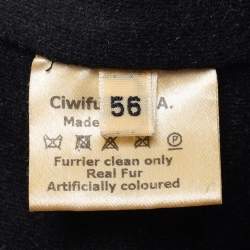 Ciwifu 56 A.
Made
P
Furrier clean only
Real Fur
Artificially coloured